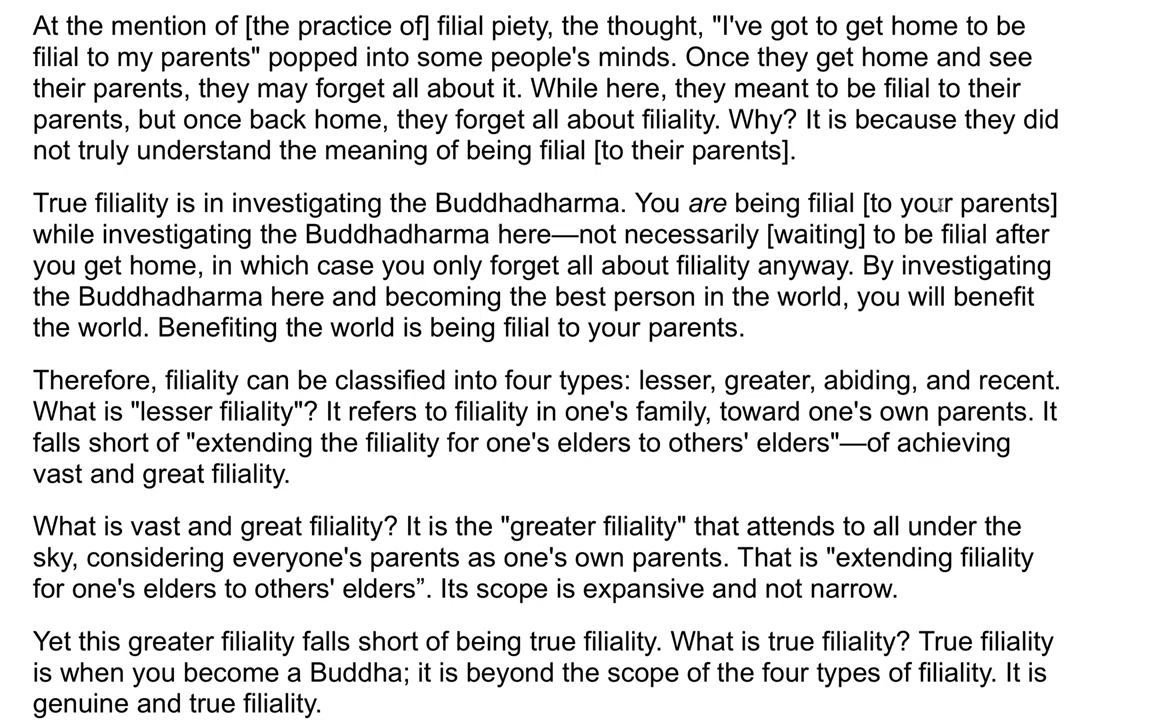 At the mention of [the practice of] filial piety, the thought, "I've got to get home to be
filial to my parents" popped into some people's minds. Once they get home and see
their parents, they may forget all about it. While here, they meant to be filial to their
parents, but once back home, they forget all about filiality. Why? It is because they did
not truly understand the meaning of being filial [to their parents].
True filiality is in investigating the Buddhadharma. You are being filial [to your parents]
while investigating the Buddhadharma here—not necessarily [waiting] to be filial after
you get home, in which case you only forget all about filiality anyway. By investigating
the Buddhadharma here and becoming the best person in the world, you will benefit
the world. Benefiting the world is being filial to your parents.
Therefore, filiality can be classified into four types: lesser, greater, abiding, and recent.
What is "lesser filiality"? It refers to filiality in one's family, toward one's own parents. It
falls short of "extending the filiality for one's elders to others' elders"—of achieving
vast and great filiality.
What is vast and great filiality? It is the "greater filiality" that attends to all under the
sky, considering everyone's parents as one's own parents. That is "extending filiality
for one's elders to others' elders”. Its scope is expansive and not narrow.
Yet this greater filiality falls short of being true filiality. What is true filiality? True filiality
is when you become a Buddha; it is beyond the scope of the four types of filiality. It is
genuine and true filiality.